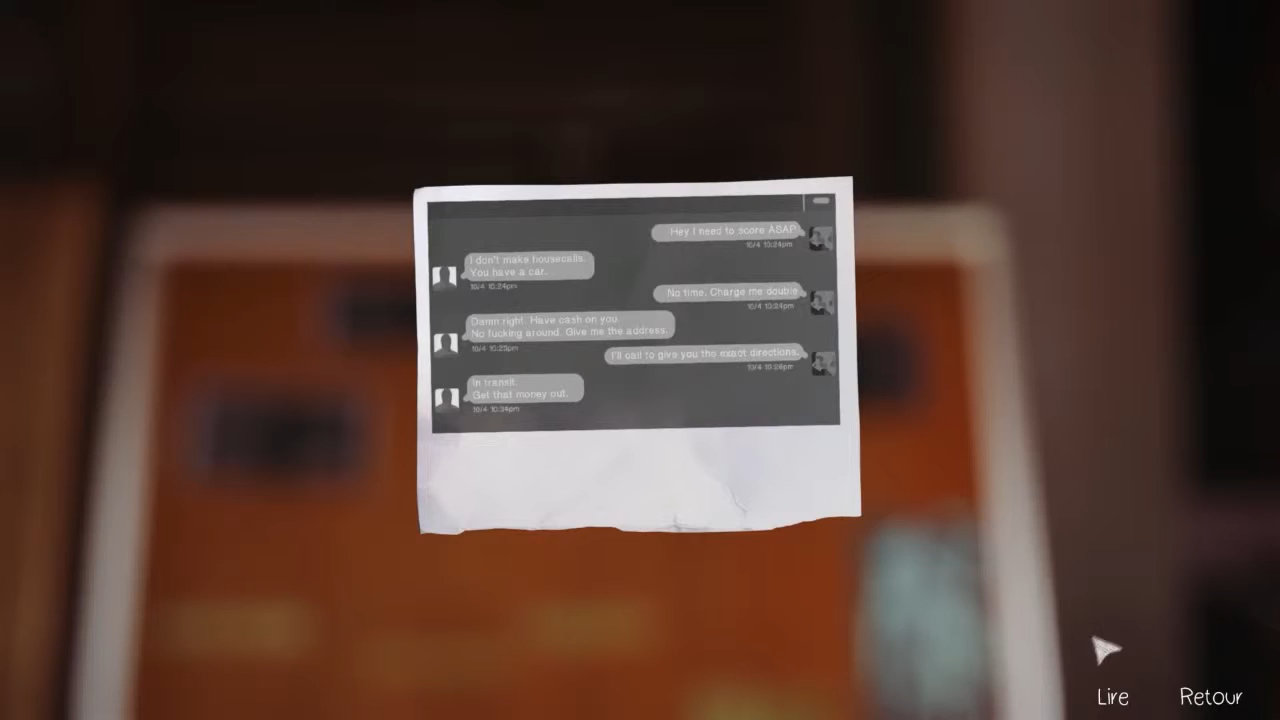 Hey I need to score ASAP
10/4 10:24pm
I don't make housecalls.
You have a car.
10/4 10:24pm
No time. Charge me double
10/4 10:24pm
Damn right. Have cash on you.
No fucking around. Give me the address.
10/4 10:25pm
I'll call to give you the exact directions.
10/4 10:28pm
In transit.
Get that money out.
10/4 10:34pm
Lire
Retour